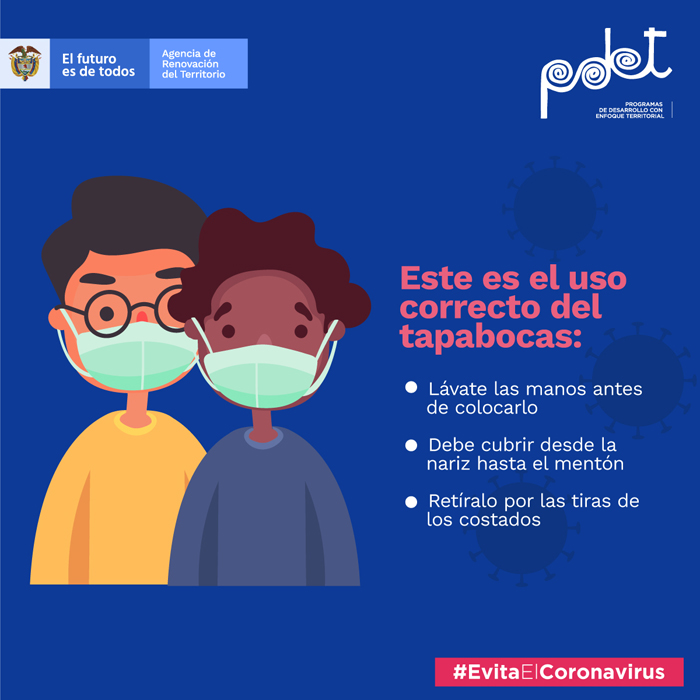 El futuro
es de todos
Agencia de
Renovación
del Territorio
pdet
PROGRAMAS
DE DESARROLLO CON
ENFOQUE TERRITORIAL
Este es el uso
correcto del
tapabocas:
Lávate las manos antes
de colocarlo
Debe cubrir desde la
nariz hasta el mentón
Retíralo por las tiras de
los costados
#EvitaElCoronavirus